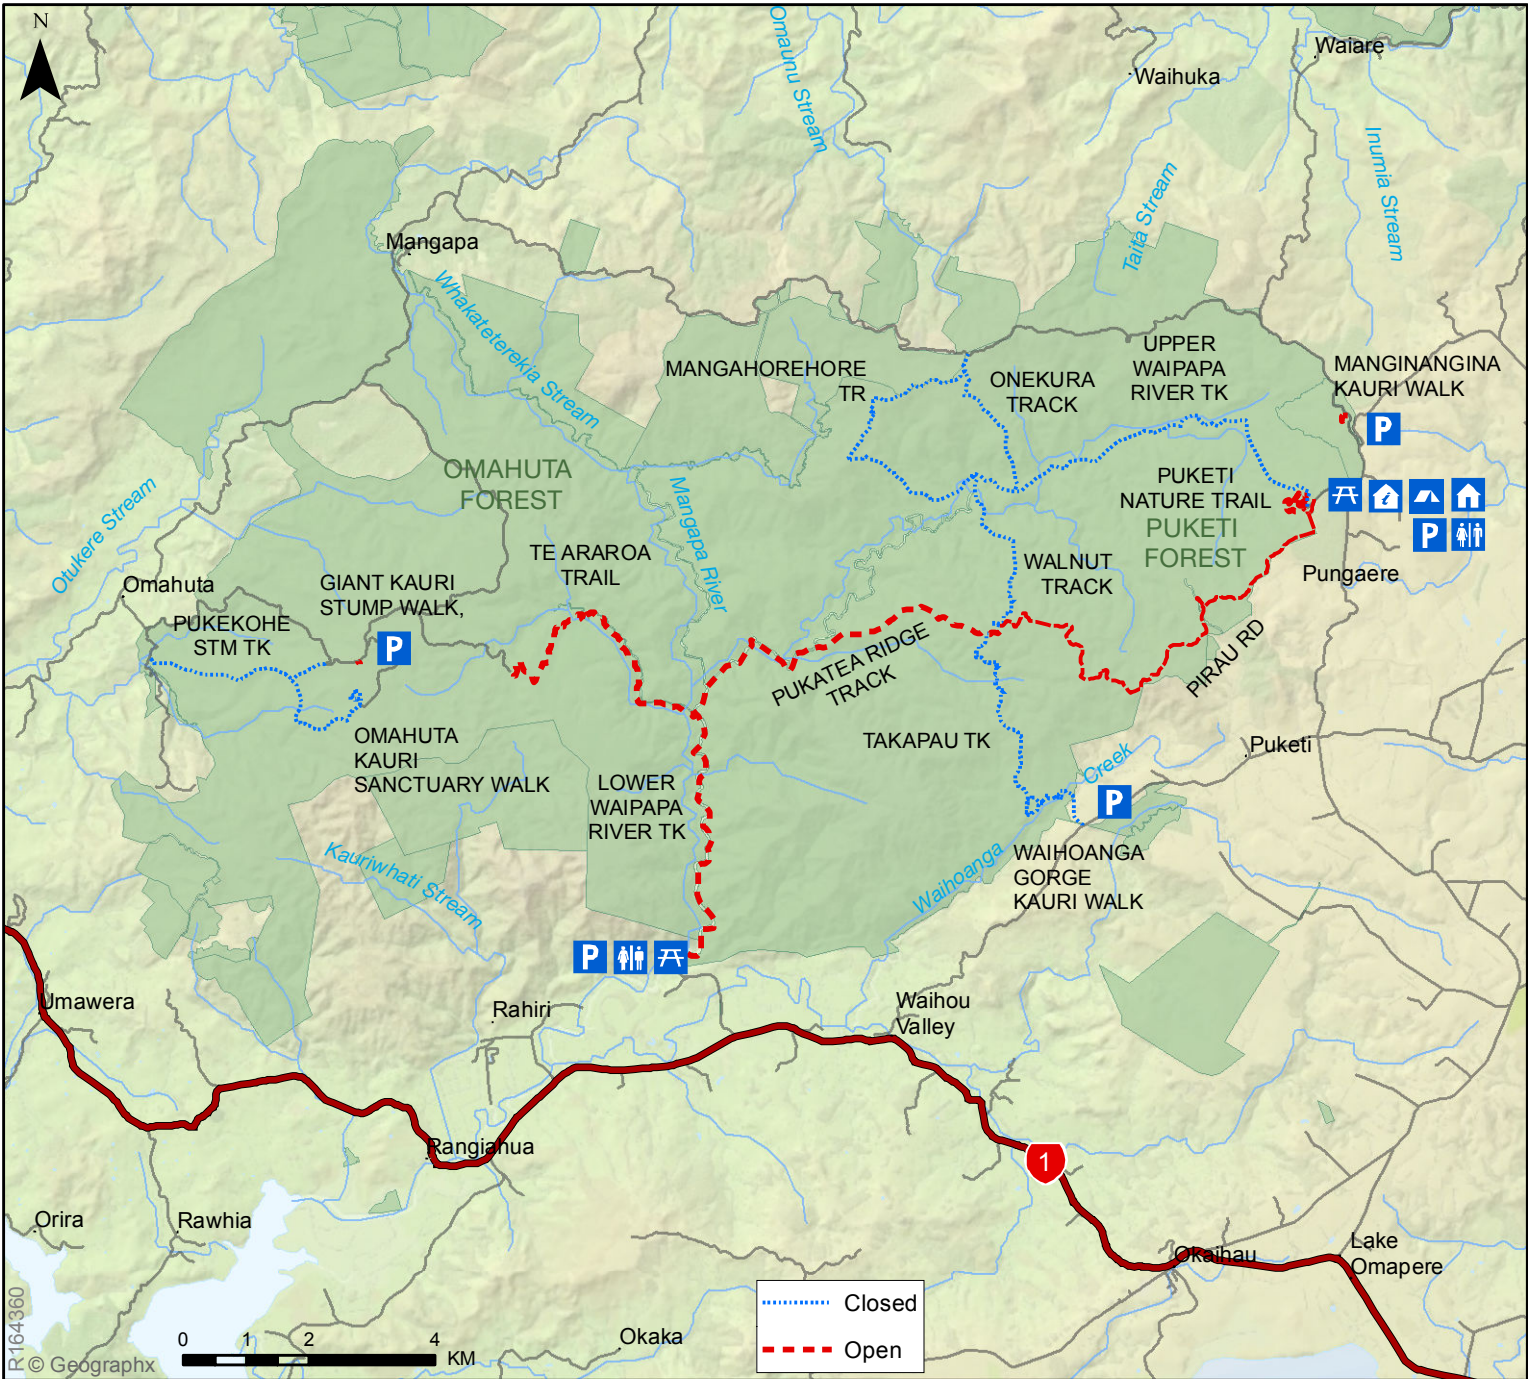 N
Omaunu Stream
Waiare
Waihuka
Inumia Stream
Taita Stream
Mangapa
Whakateterekia Stream
MANGAHOREHORE
TR
ONEKURA
TRACK
UPPER
WAIPAPA
RIVER TK
MANGINANGINA
KAURI WALK
P
OMAHUTA
FOREST
Mangapa River
PUKETI
NATURE TRAIL
PUKETI
FOREST
P
Otukere Stream
Omahuta
PUKEKOHE
STM TK
GIANT KAURI
STUMP WALK,
P
TE ARAROA
TRAIL
WALNUT
TRACK
Pungaere
PUKATEA RIDGE
TRACK
PIRAU RD
OMAHUTA
KAURI
SANCTUARY WALK
LOWER
WAIPAPA
RIVER TK
TAKAPAU TK
Puketi
Waihoanga Creek
P
WAIHOANGA
GORGE
KAURI WALK
Kauriwhati Stream
P
Umawera
Rahiri
Waihou
Valley
Rangiahua
1
Orira
Rawhia
Okaihau
Lake
Omapere
Okaka
Closed
Open
0 1 2 4
KM
R164360
© Geographx